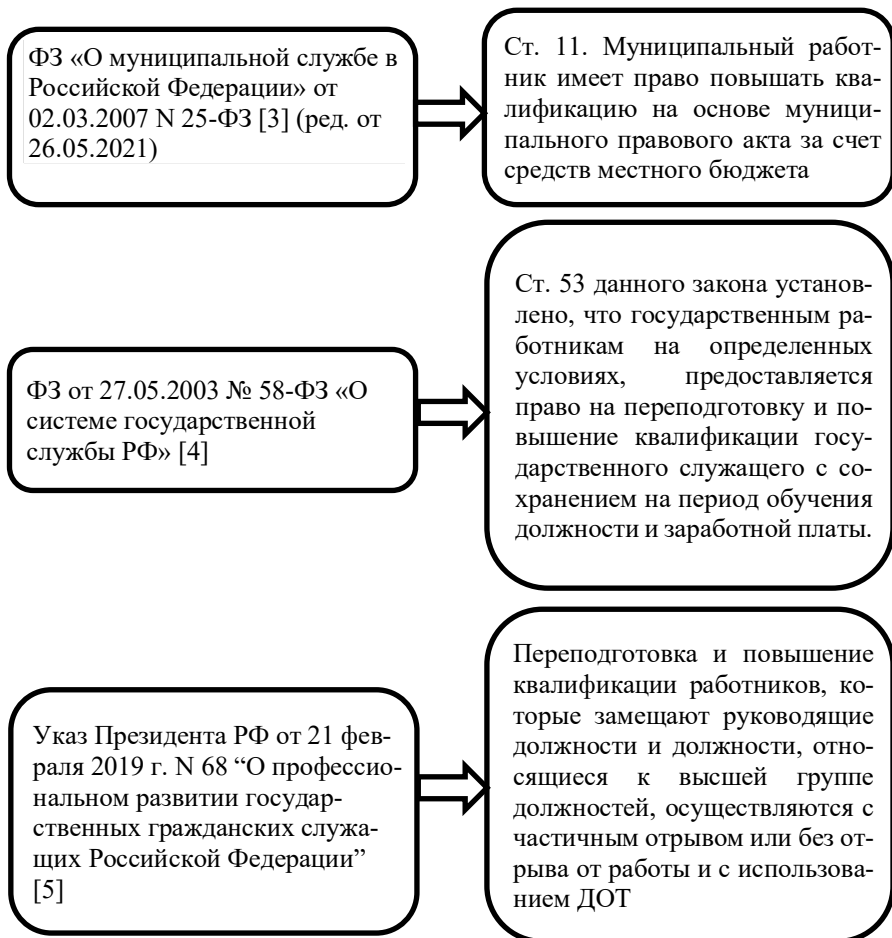 ФЗ «О муниципальной службе в
Российской Федерации» от
02.03.2007 N 25-ФЗ [3] (ред. от
26.05.2021)
Ст. 11. Муниципальный работ-
ник имеет право повышать ква-
лификацию на основе муници-
пального правового акта за счет
средств местного бюджета
ФЗ от 27.05.2003 № 58-ФЗ «О
системе государственной
службы РФ» [4]
Ст. 53 данного закона установ-
лено, что государственным ра-
ботникам на определенных
условиях, предоставляется
право на переподготовку и по-
вышение квалификации госу-
дарственного служащего с со-
хранением на период обучения
должности и заработной платы.
Указ Президента РФ от 21 фев-
раля 2019 г. N 68 “О профессио-
нальном развитии государ-
ственных гражданских служа-
щих Российской Федерации”
[5]
Переподготовка и повышение
квалификации работников, ко-
торые замещают руководящие
должности и должности, отно-
сящиеся к высшей группе
должностей, осуществляются с
частичным отрывом или без от-
рыва от работы и с использова-
нием ДОТ